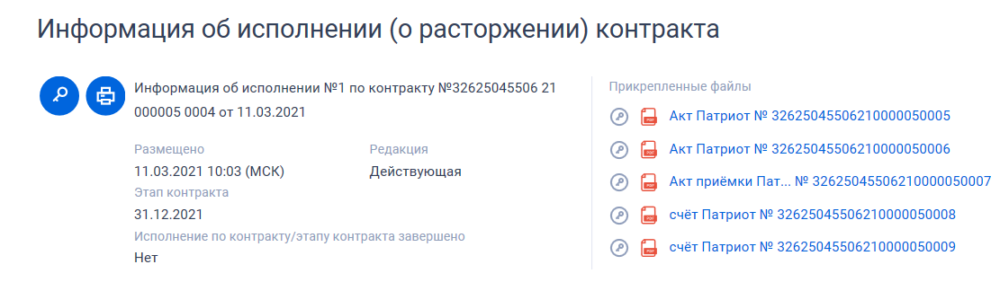 Информация об исполнении (о расторжении) контракта
Информация об исполнении №1 по контракту №32625045506 21
000005 0004 от 11.03.2021
Размещено
11.03.2021 10:03 (МСК)
Редакция
Действующая
Этап контракта
31.12.2021
Исполнение по контракту/этапу контракта завершено
Нет
Прикрепленные файлы
Акт Патриот № 32625045506210000050005
Акт Патриот № 32625045506210000050006
Акт приёмки Пат... № 32625045506210000050007
счёт Патриот № 32625045506210000050008
счёт Патриот № 32625045506210000050009